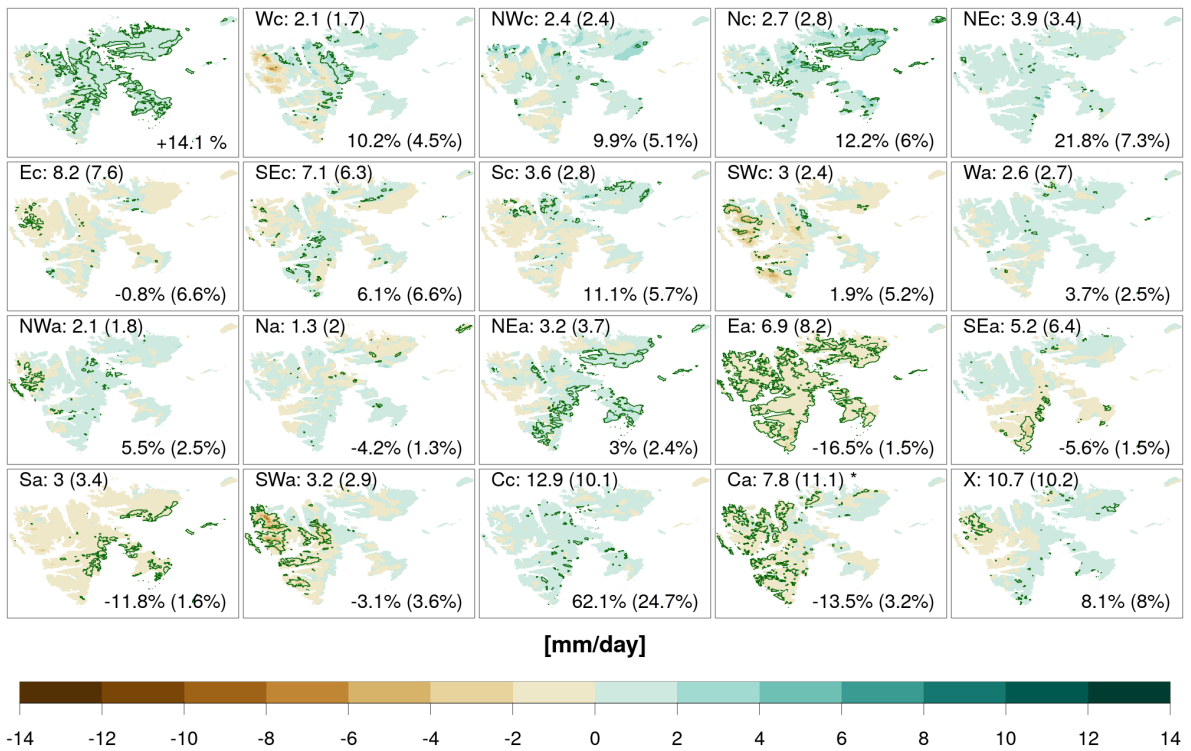 +14.1 %
Wc: 2.1 (1.7)
10.2% (4.5%)
NWc: 2.4 (2.4)
9.9% (5.1%)
Nc: 2.7 (2.8)
12.2% (6%)
NEc: 3.9 (3.4)
21.8% (7.3%)
Ec: 8.2 (7.6)
-0.8% (6.6%)
SEc: 7.1 (6.3)
6.1% (6.6%)
Sc: 3.6 (2.8)
11.1% (5.7%)
SWc: 3 (2.4)
1.9% (5.2%)
Wa: 2.6 (2.7)
3.7% (2.5%)
NWa: 2.1 (1.8)
5.5% (2.5%)
Na: 1.3 (2)
-4.2% (1.3%)
NEa: 3.2 (3.7)
3% (2.4%)
Ea: 6.9 (8.2)
-16.5% (1.5%)
SEa: 5.2 (6.4)
-5.6% (1.5%)
Sa: 3 (3.4)
-11.8% (1.6%)
SWa: 3.2 (2.9)
-3.1% (3.6%)
Cc: 12.9 (10.1)
62.1% (24.7%)
Ca: 7.8 (11.1) *
-13.5% (3.2%)
X: 10.7 (10.2)
8.1% (8%)
[mm/day]
-14 -12 -10 -8 -6 -4 -2 0 2 4 6 8 10 12 14